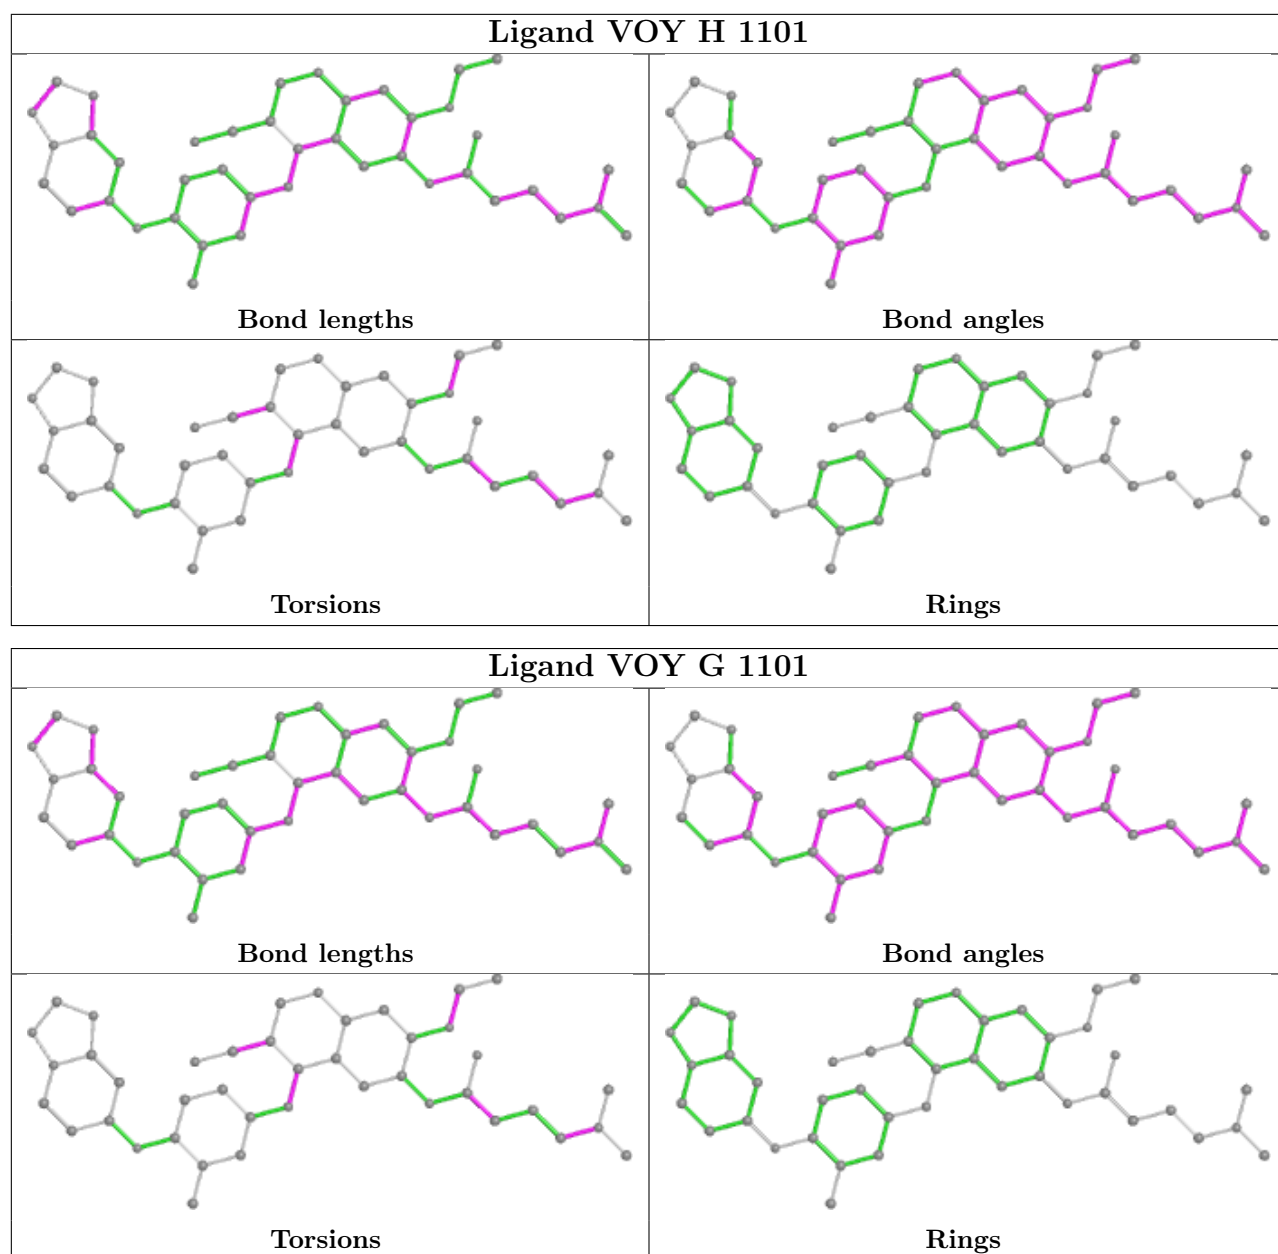 Ligand VOY H 1101
Bond lengths
Bond angles
Torsions
Rings
Ligand VOY G 1101
Bond lengths
Bond angles
Torsions
Rings